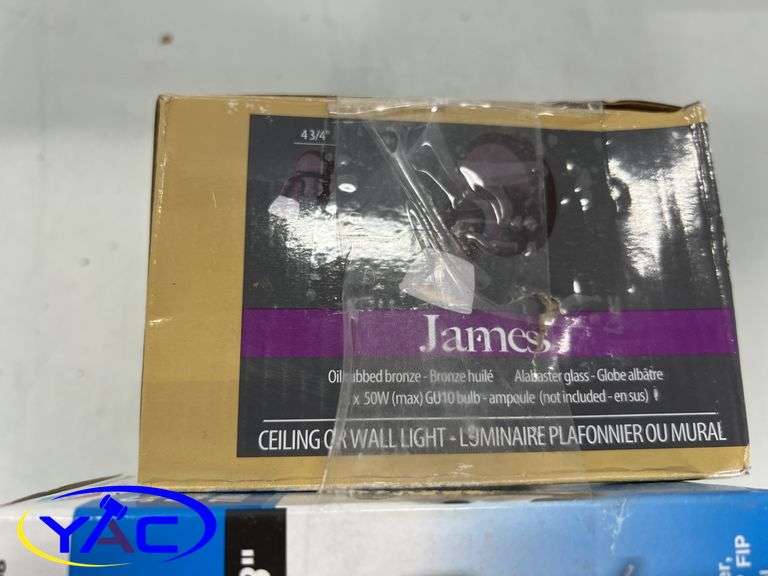 4 3/4"
James
Oil rubbed bronze - Bronze huilé Alabaster glass - Globe albâtre
x 50W (max) GU10 bulb - ampoule (not included - en sus)
CEILING OR WALL LIGHT - LUMINAIRE PLAFONNIER OU MURAL
YAC
FIP